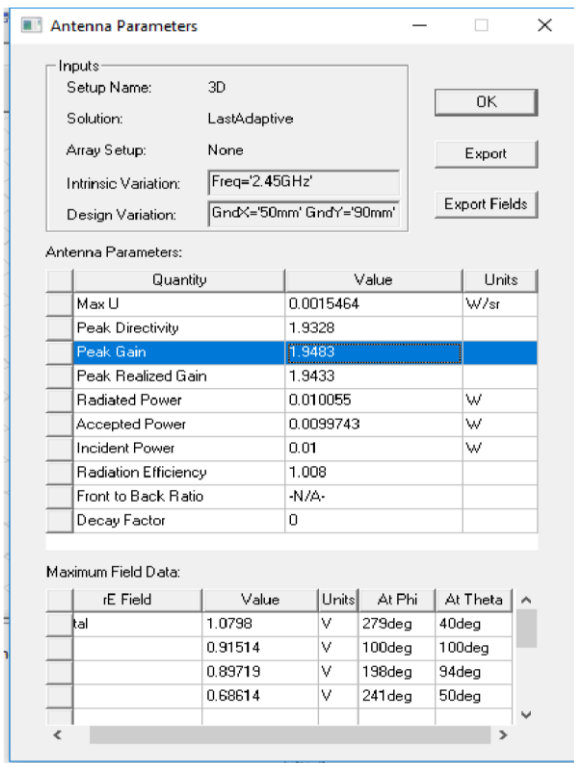 Antenna Parameters
Inputs
Setup Name: 3D
OK
Solution: LastAdaptive
Array Setup: None
Export
Intrinsic Variation: Freq='2.45GHz'
Design Variation: GndX='50mm' GndY='90mm'
Export Fields
Antenna Parameters:
Quantity Value Units
Max U 0.0015464 W/sr
Peak Directivity 1.9328
Peak Gain 1.9483
Peak Realized Gain 1.9433
Radiated Power 0.010055 W
Accepted Power 0.0099743 W
Incident Power 0.01 W
Radiation Efficiency 1.008
Front to Back Ratio -N/A-
Decay Factor 0
Maximum Field Data:
rE Field Value Units At Phi At Theta
tal 1.0798 V 279deg 40deg
0.91514 V 100deg 100deg
0.89719 V 198deg 94deg
0.68614 V 241deg 50deg